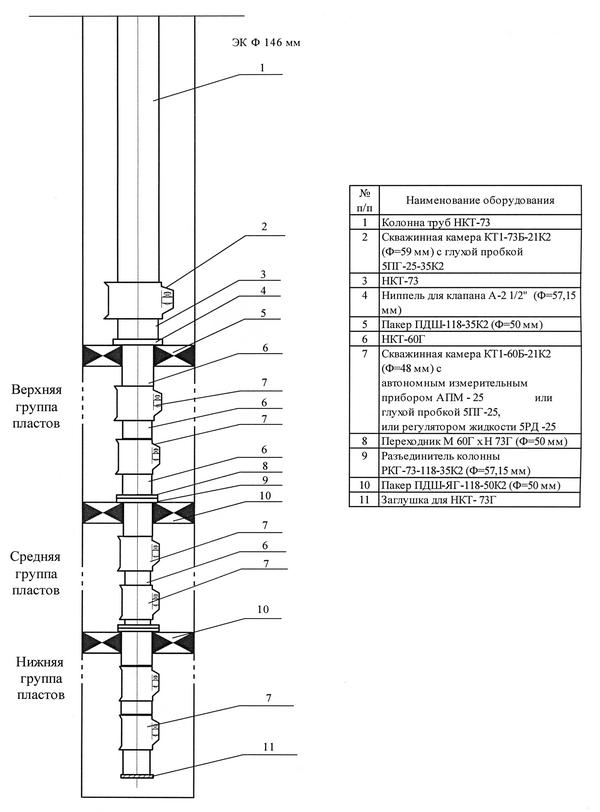 ЭК Ф 146 мм
1
2
3
4
5
6
7
6
7
6
8
9
10
7
6
7
10
7
11
Верхняя
группа
пластов
Средняя
группа
пластов
Нижняя
группа
пластов
№
п/п
Наименование оборудования
1 Колонна труб НКТ-73
2 Скважинная камера КТ1-73Б-21К2
(Ф=59 мм) с глухой пробкой
5ПГ-25-35К2
3 НКТ-73
4 Ниппель для клапана А-2 1/2" (Ф=57,15
мм)
5 Пакер ПДШ-118-35К2 (Ф=50 мм)
6 НКТ-60Г
7 Скважинная камера КТ1-60Б-21К2
(Ф=48 мм) с
автономным измерительным
прибором АПМ - 25 или
глухой пробкой 5ПГ-25,
или регулятором жидкости 5РД -25
8 Переходник М 60Г хН 73Г (Ф=50 мм)
9 Разъединитель колонны
РКГ-73-118-35К2 (Ф=57,15 мм)
10 Пакер ПДШ-ЯГ-118-50К2 (Ф=50 мм)
11 Заглушка для НКТ- 73Г